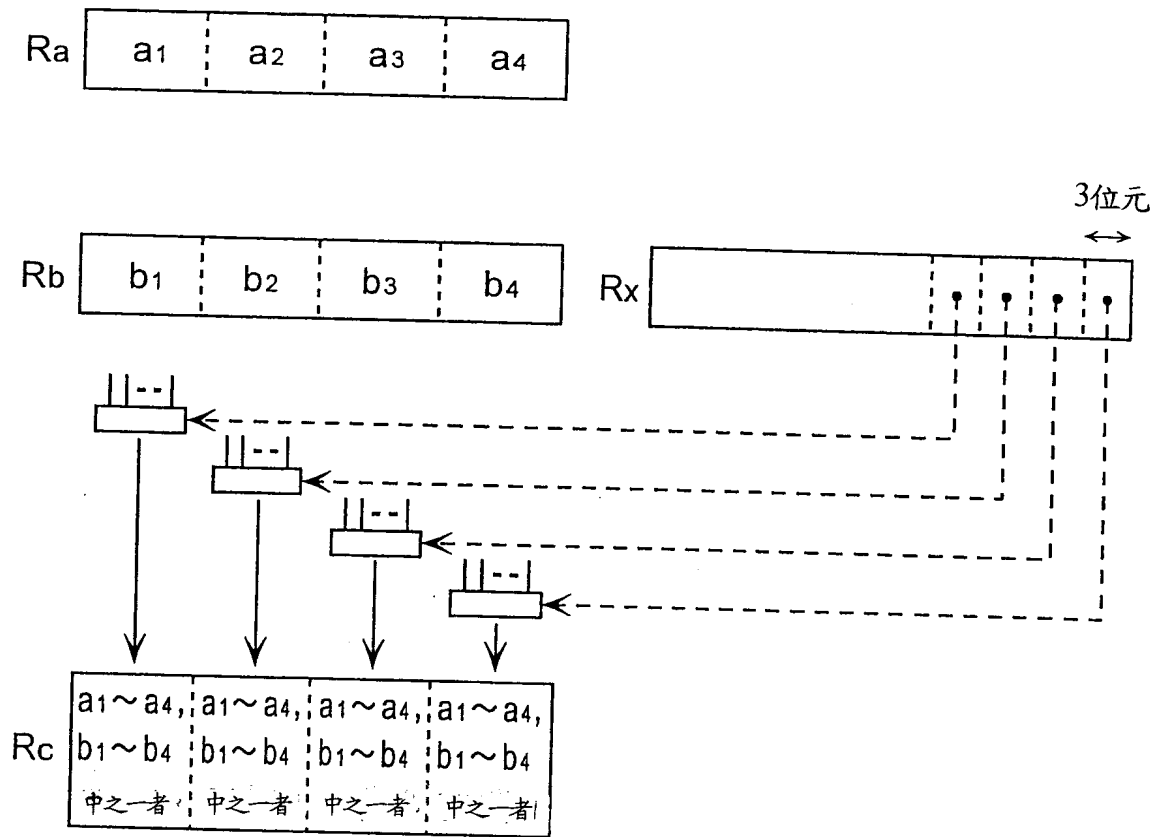 Ra a1 a2 a3 a4
3位元
Rb b1 b2 b3 b4 Rx
a1~a4, a1~a4, a1~a4, a1~a4,
Rc b1~b4 b1~b4 b1~b4 b1~b4
中之一者 中之一者 中之一者 中之一者